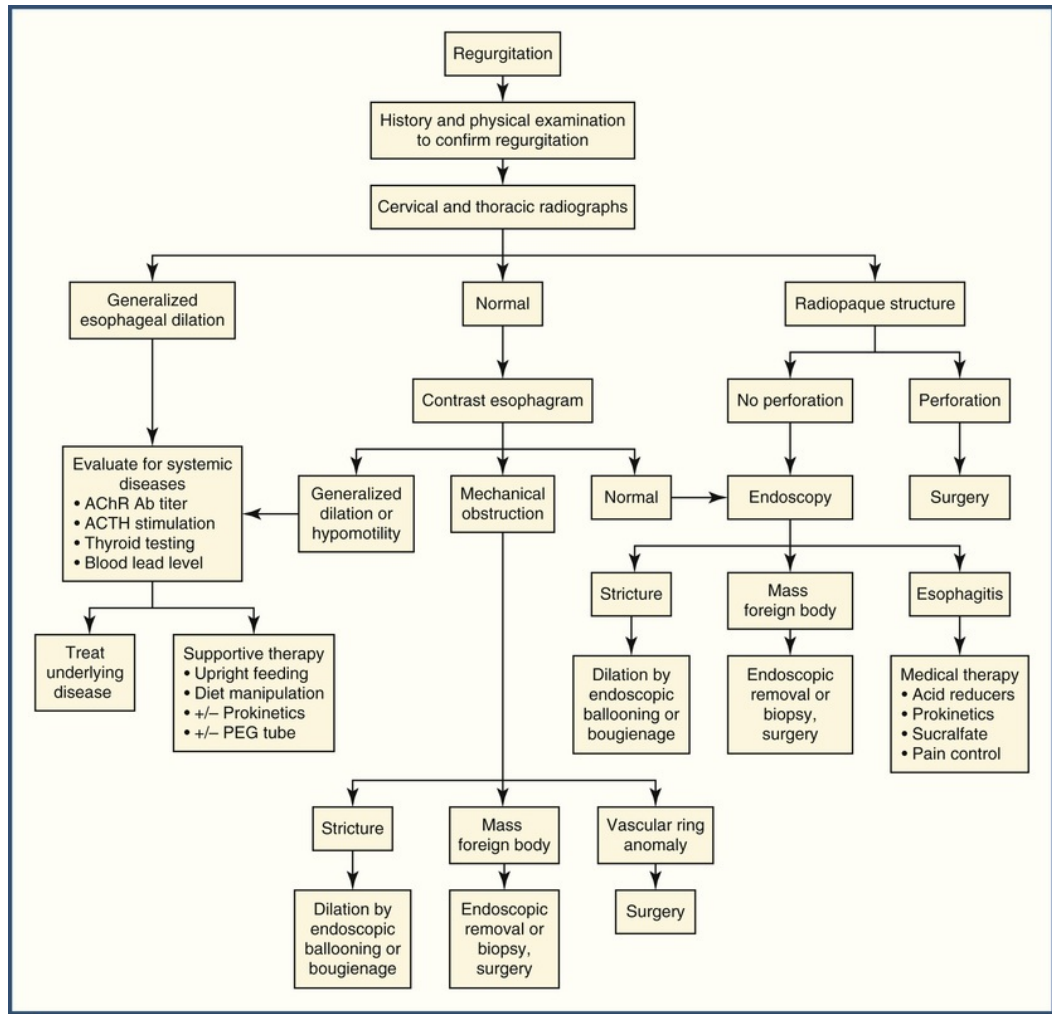 Regurgitation
History and physical examination
to confirm regurgitation
Cervical and thoracic radiographs
Generalized
esophageal dilation
Normal
Radiopaque structure
Contrast esophagram
No perforation
Perforation
Evaluate for systemic
diseases
• AChR Ab titer
• ACTH stimulation
• Thyroid testing
• Blood lead level
Generalized
dilation or
hypomotility
Mechanical
obstruction
Normal
Endoscopy
Surgery
Stricture
Mass
foreign body
Esophagitis
Treat
underlying
disease
Supportive therapy
• Upright feeding
• Diet manipulation
• +/– Prokinetics
• +/– PEG tube
Dilation by
endoscopic
ballooning or
bougienage
Endoscopic
removal or
biopsy,
surgery
Medical therapy
• Acid reducers
• Prokinetics
• Sucralfate
• Pain control
Stricture
Mass
foreign body
Vascular ring
anomaly
Dilation by
endoscopic
ballooning or
bougienage
Endoscopic
removal or
biopsy,
surgery
Surgery